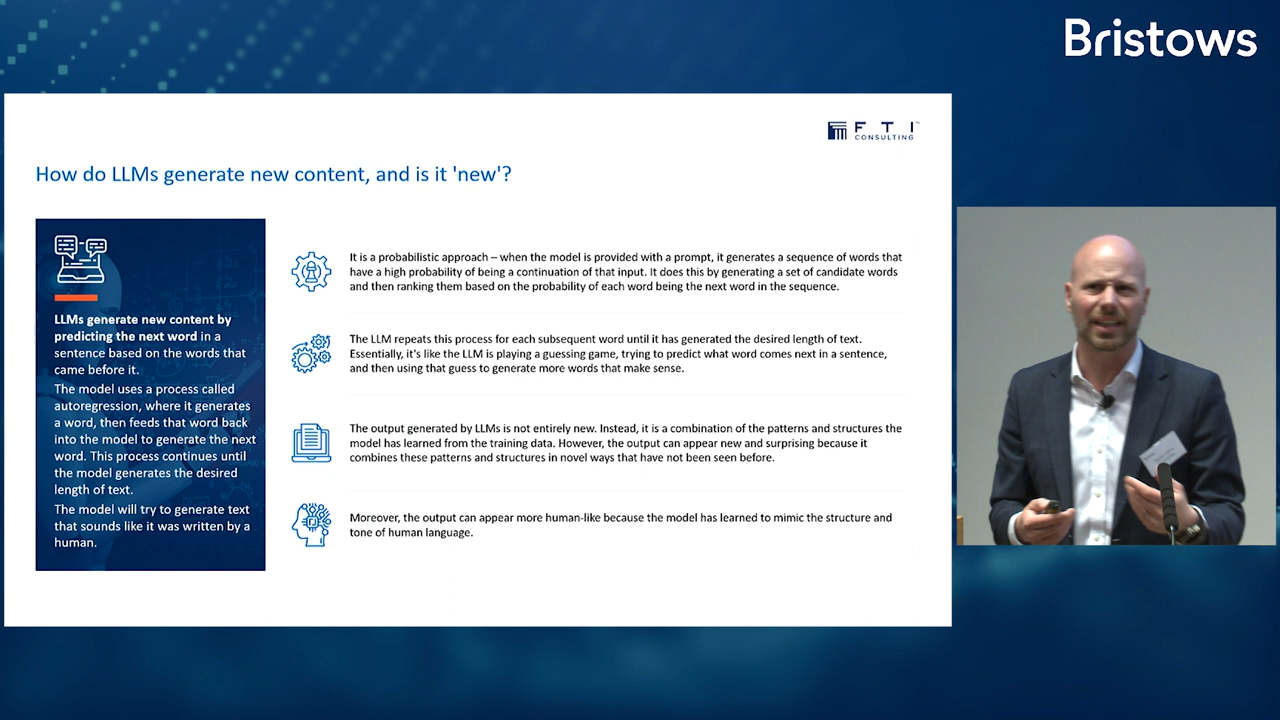 Bristows
F T I
CONSULTING
How do LLMs generate new content, and is it 'new'?
LLMs generate new content by
predicting the next word in a
sentence based on the words that
came before it.
The model uses a process called
autoregression, where it generates
a word, then feeds that word back
into the model to generate the next
word. This process continues until
the model generates the desired
length of text.
The model will try to generate text
that sounds like it was written by a
human.
It is a probabilistic approach – when the model is provided with a prompt, it generates a sequence of words that
have a high probability of being a continuation of that input. It does this by generating a set of candidate words
and then ranking them based on the probability of each word being the next word in the sequence.
The LLM repeats this process for each subsequent word until it has generated the desired length of text.
Essentially, it's like the LLM is playing a guessing game, trying to predict what word comes next in a sentence,
and then using that guess to generate more words that make sense.
The output generated by LLMs is not entirely new. Instead, it is a combination of the patterns and structures the
model has learned from the training data. However, the output can appear new and surprising because it
combines these patterns and structures in novel ways that have not been seen before.
Moreover, the output can appear more human-like because the model has learned to mimic the structure and
tone of human language.